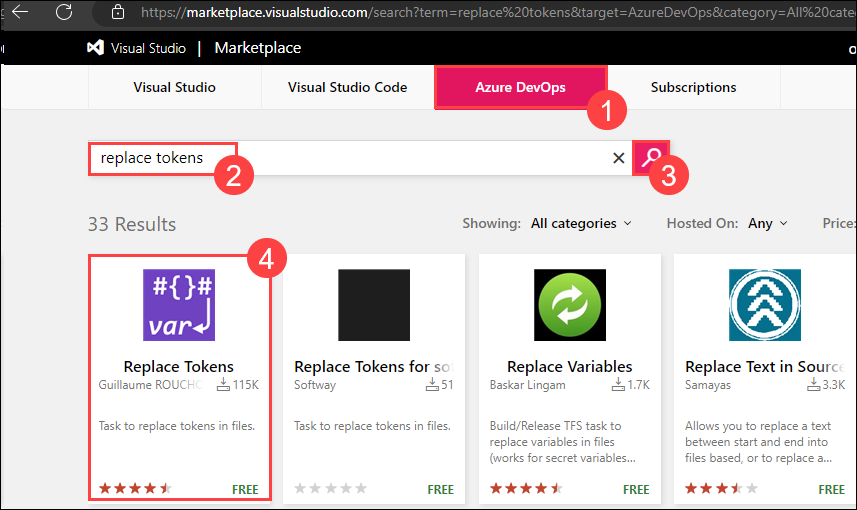 https://marketplace.visualstudio.com/search?term=replace%20tokens&target=AzureDevOps&category=All%20cate
Visual Studio | Marketplace
Visual Studio
Visual Studio Code
Azure DevOps
Subscriptions
1
replace tokens
2
3
33 Results
Showing: All categories
Hosted On: Any
Price:
4
#{}#
var
Replace Tokens
Guillaume ROUCHO
115K
Task to replace tokens in files.
FREE
Replace Tokens for so
Softway
51
Task to replace tokens in files.
FREE
Replace Variables
Baskar Lingam
1.7K
Build/Release TFS task to
replace variables in files
(works for secret variables...
FREE
Replace Text in Source
Samayas
3.3K
Allows you to replace a text
between start and end into
files based, or to replace a...
FREE